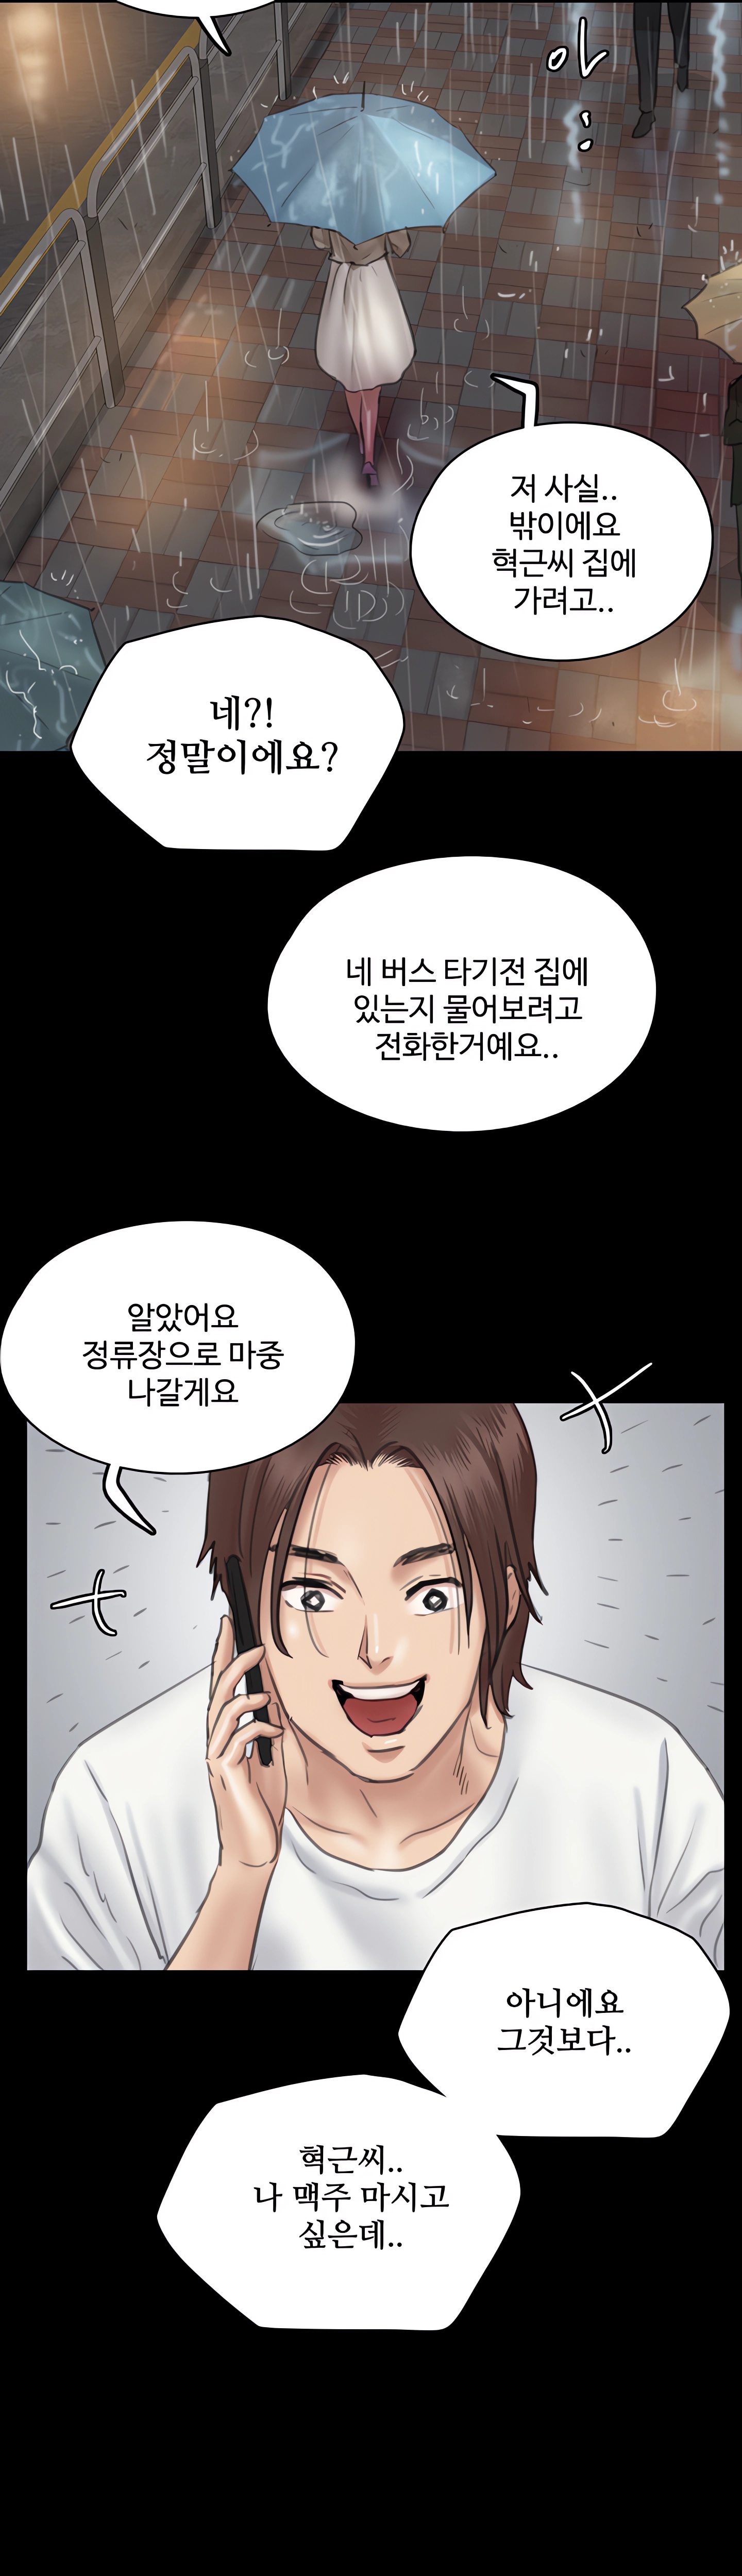 아..
저 사실..
밖이에요
혁근씨 집에
가려고..
네?!
정말이에요?
네 버스 타기전 집에
있는지 물어보려고
전화한거예요..
알았어요
정류장으로 마중
나갈게요
아니에요
그것보다..
혁근씨..
나 맥주 마시고
싶은데..